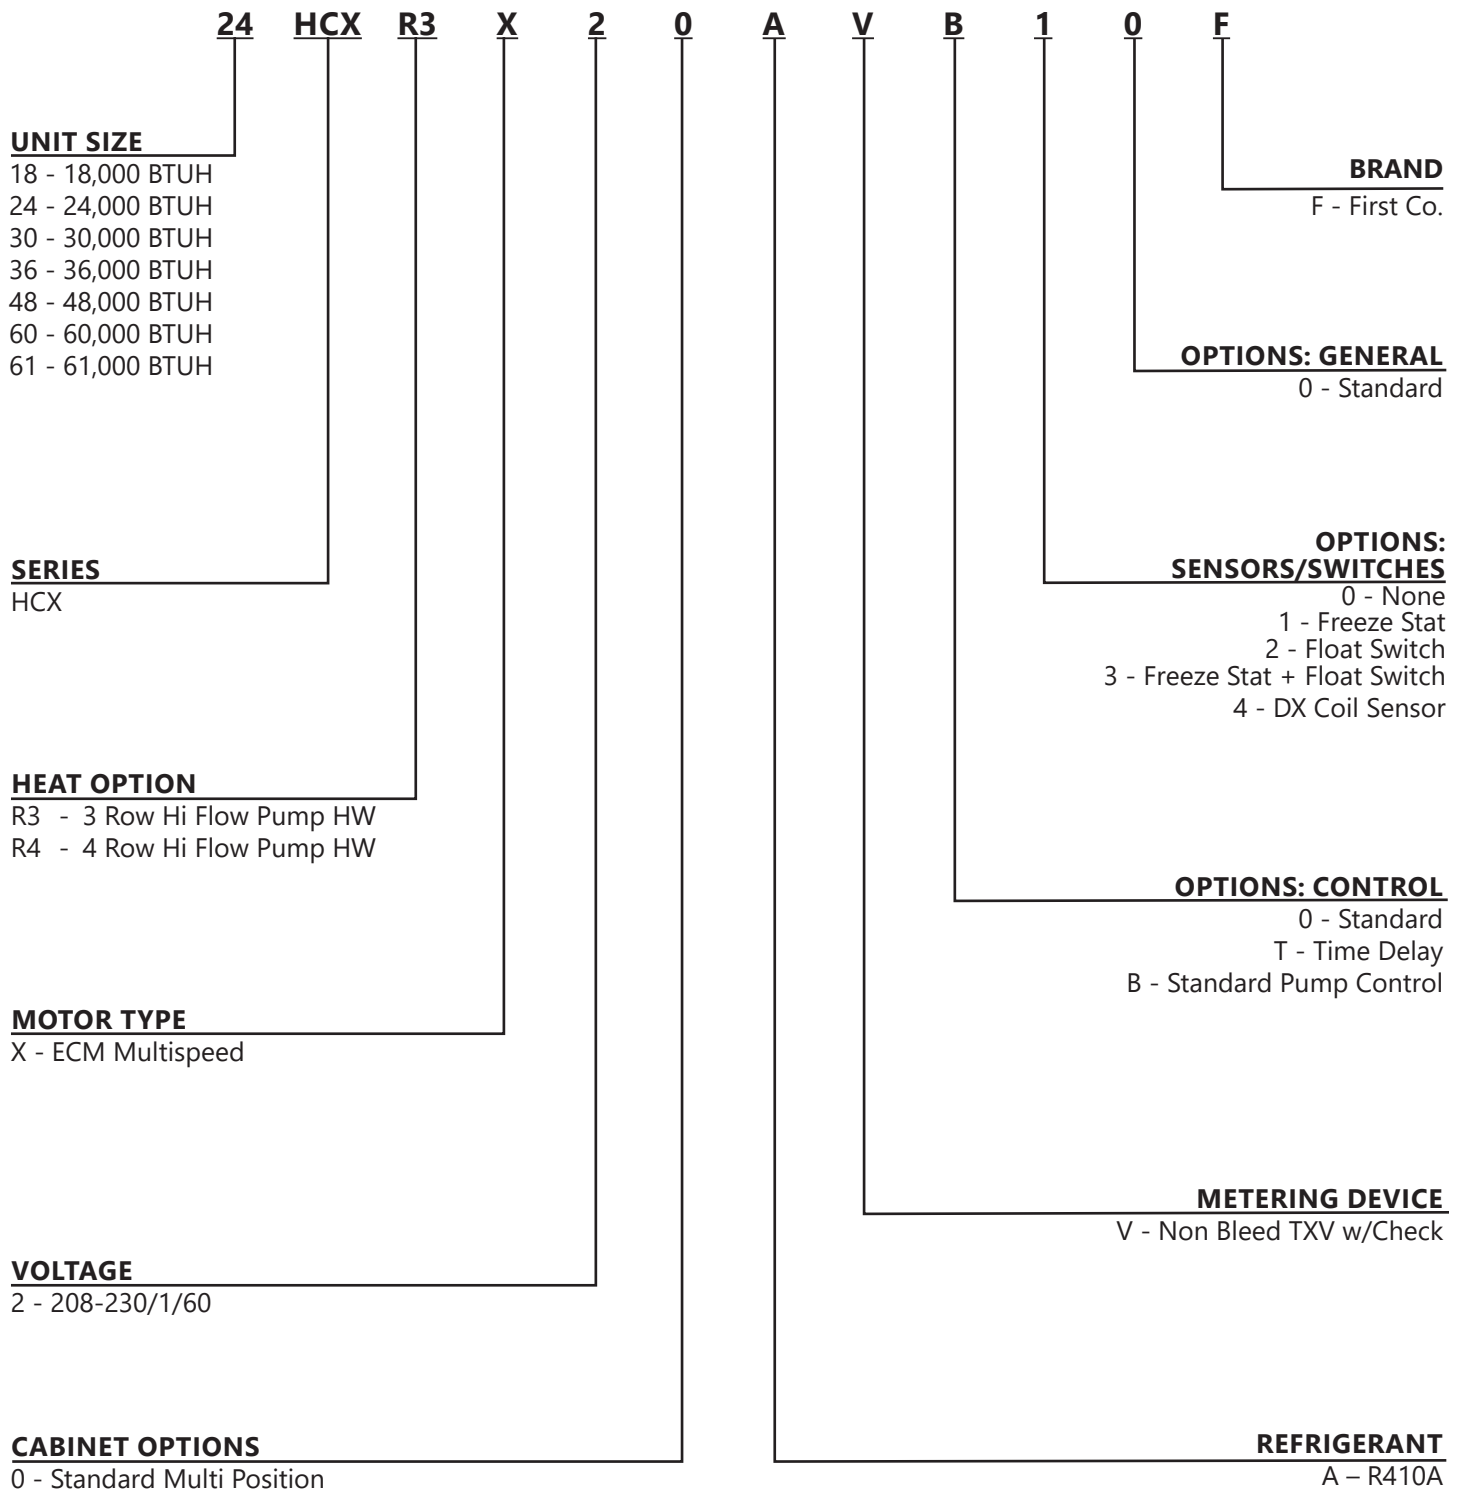 24 HCX R3 X 2 0 A V B 1 0 F
UNIT SIZE
18 - 18,000 BTUH
24 - 24,000 BTUH
30 - 30,000 BTUH
36 - 36,000 BTUH
48 - 48,000 BTUH
60 - 60,000 BTUH
61 - 61,000 BTUH
SERIES
HCX
HEAT OPTION
R3 - 3 Row Hi Flow Pump HW
R4 - 4 Row Hi Flow Pump HW
MOTOR TYPE
X - ECM Multispeed
VOLTAGE
2 - 208-230/1/60
CABINET OPTIONS
0 - Standard Multi Position
BRAND
F - First Co.
OPTIONS: GENERAL
0 - Standard
OPTIONS:
SENSORS/SWITCHES
0 - None
1 - Freeze Stat
2 - Float Switch
3 - Freeze Stat + Float Switch
4 - DX Coil Sensor
OPTIONS: CONTROL
0 - Standard
T - Time Delay
B - Standard Pump Control
METERING DEVICE
V - Non Bleed TXV w/Check
REFRIGERANT
A – R410A